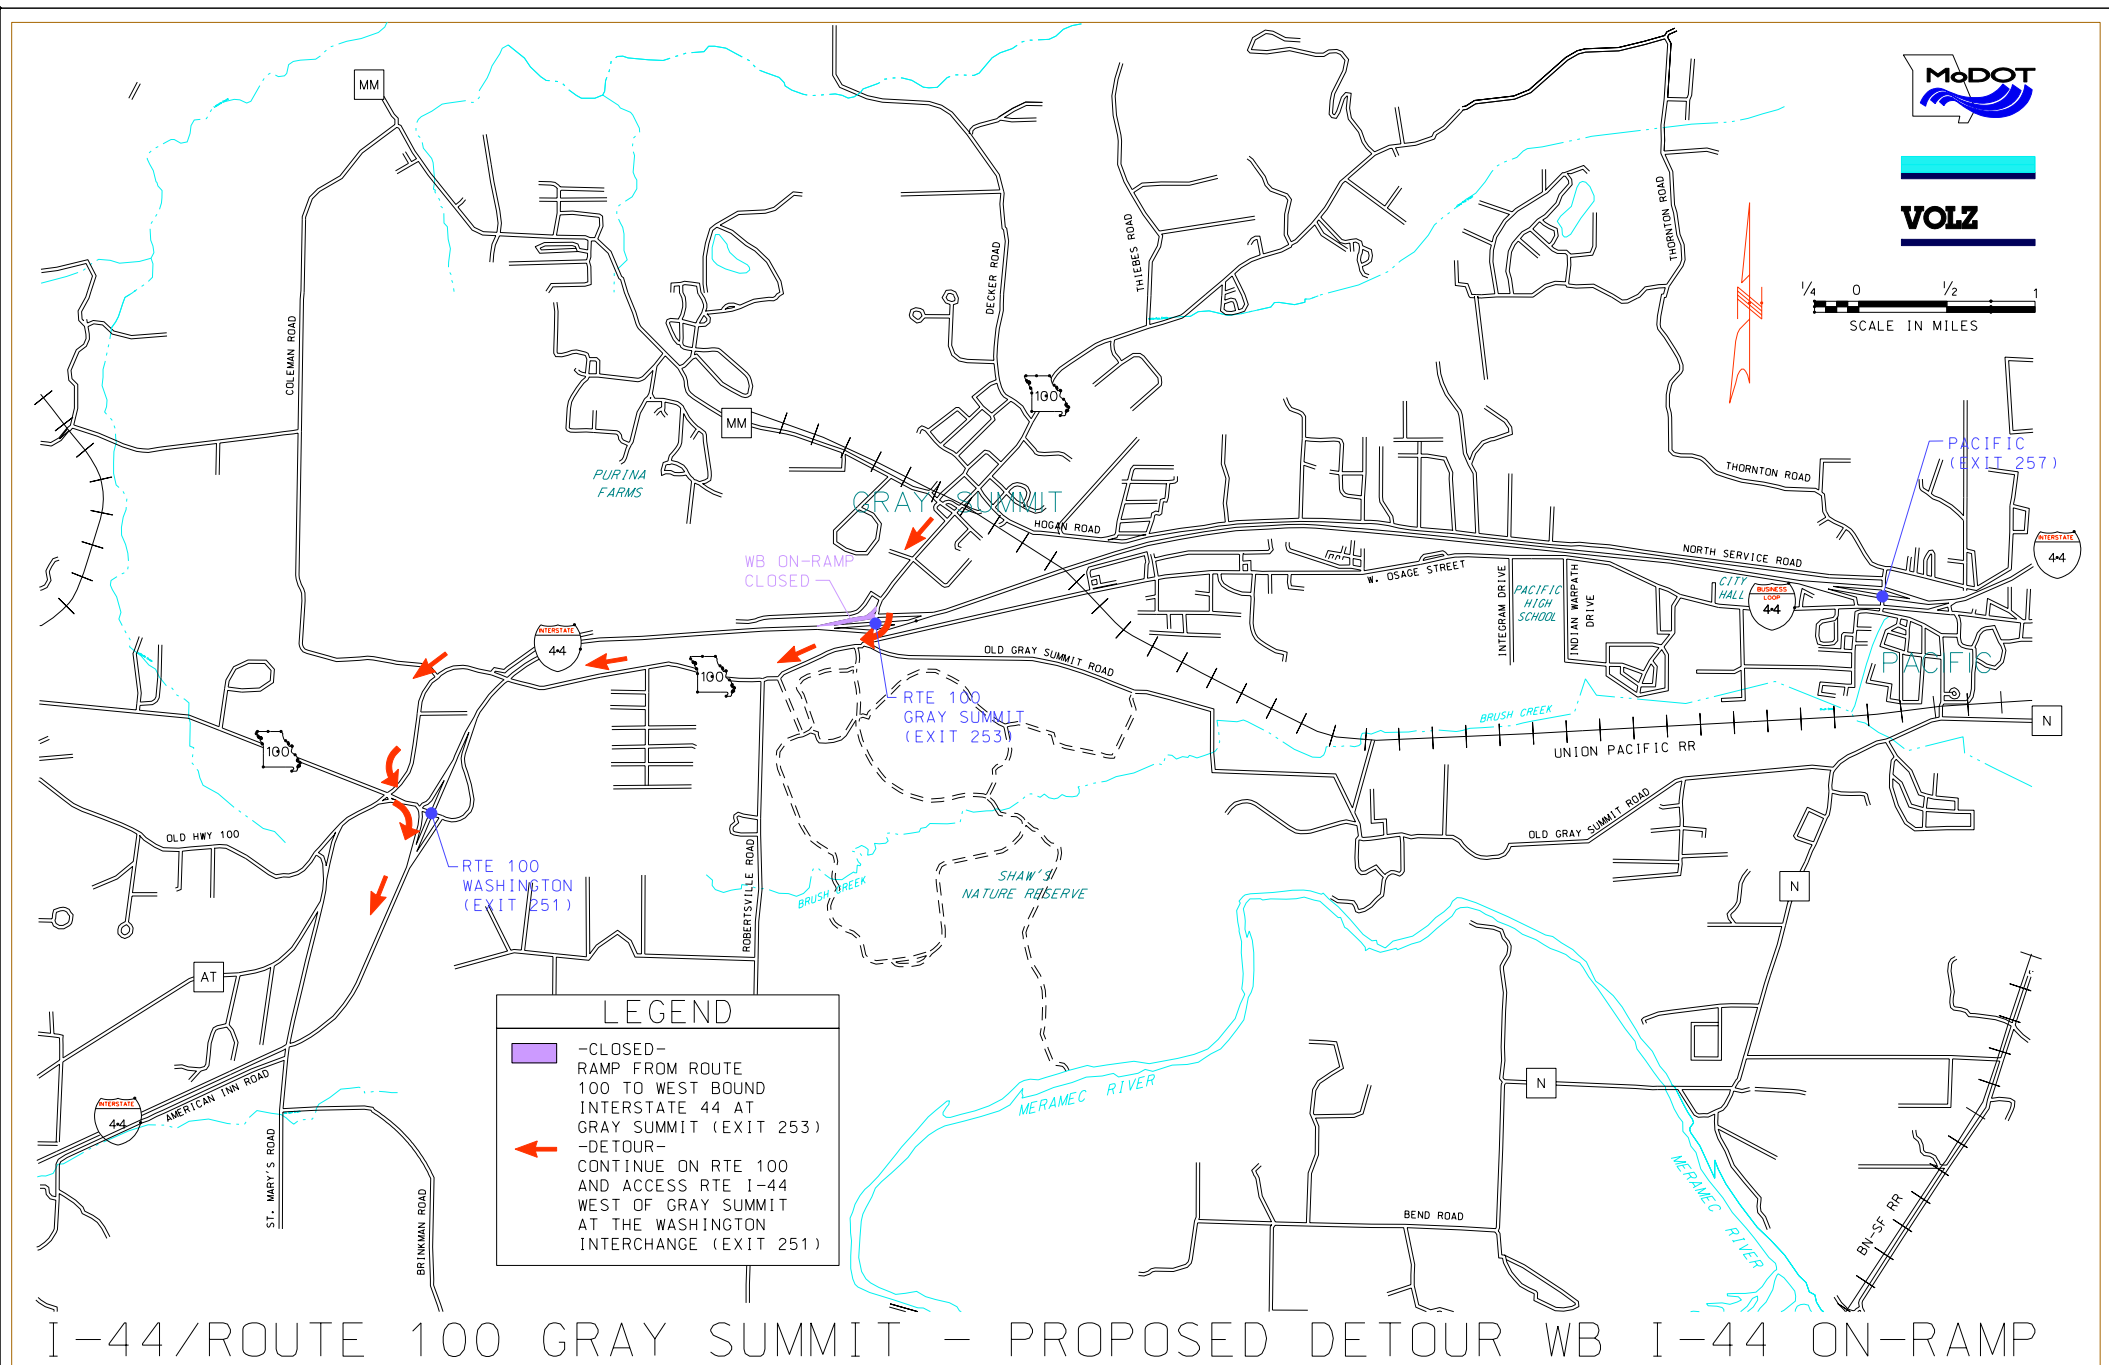 MM
MoDOT
VOLZ
1/4 0 1/2 1
SCALE IN MILES
THORNTON ROAD
THIEBES ROAD
DECKER ROAD
COLEMAN ROAD
100
MM
PURINA
FARMS
GRAY SUMMIT
HOGAN ROAD
PACIFIC
(EXIT 257)
THORNTON ROAD
NORTH SERVICE ROAD
INTERSTATE
44
WB ON-RAMP
CLOSED
W. OSAGE STREET
INTEGRAM DRIVE
PACIFIC
HIGH
SCHOOL
INDIAN WARPATH
DRIVE
CITY
HALL
BUSINESS
LOOP
44
PACIFIC
INTERSTATE
44
100
OLD GRAY SUMMIT ROAD
RTE 100
GRAY SUMMIT
(EXIT 253)
BRUSH CREEK
UNION PACIFIC RR
N
100
OLD HWY 100
RTE 100
WASHINGTON
(EXIT 251)
ROBERTSVILLE ROAD
BRUSH CREEK
SHAW'S
NATURE RESERVE
OLD GRAY SUMMIT ROAD
N
AT
LEGEND
-CLOSED-
RAMP FROM ROUTE
100 TO WEST BOUND
INTERSTATE 44 AT
GRAY SUMMIT (EXIT 253)
-DETOUR-
CONTINUE ON RTE 100
AND ACCESS RTE I-44
WEST OF GRAY SUMMIT
AT THE WASHINGTON
INTERCHANGE (EXIT 251)
INTERSTATE
44
AMERICAN INN ROAD
ST. MARY'S ROAD
BRINKMAN ROAD
MERAMEC RIVER
N
MERAMEC RIVER
BEND ROAD
BN-SF RR
I-44/ROUTE 100 GRAY SUMMIT - PROPOSED DETOUR WB I-44 ON-RAMP